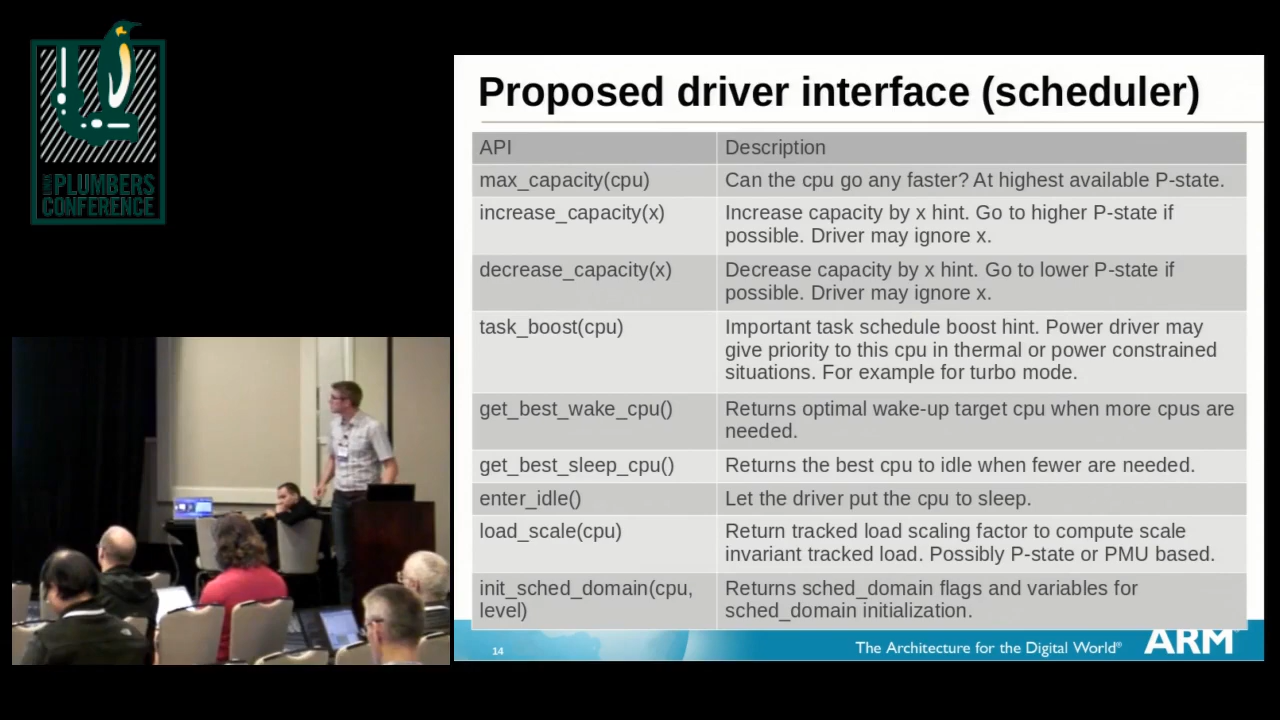 PLUMBERS
CONFERENCE
Proposed driver interface (scheduler)
API Description
max_capacity(cpu) Can the cpu go any faster? At highest available P-state.
increase_capacity(x) Increase capacity by x hint. Go to higher P-state if
possible. Driver may ignore x.
decrease_capacity(x) Decrease capacity by x hint. Go to lower P-state if
possible. Driver may ignore x.
task_boost(cpu) Important task schedule boost hint. Power driver may
give priority to this cpu in thermal or power constrained
situations. For example for turbo mode.
get_best_wake_cpu() Returns optimal wake-up target cpu when more cpus are
needed.
get_best_sleep_cpu() Returns the best cpu to idle when fewer are needed.
enter_idle() Let the driver put the cpu to sleep.
load_scale(cpu) Return tracked load scaling factor to compute scale
invariant tracked load. Possibly P-state or PMU based.
init_sched_domain(cpu, Returns sched_domain flags and variables for
level) sched_domain initialization.
14 The Architecture for the Digital World® ARM